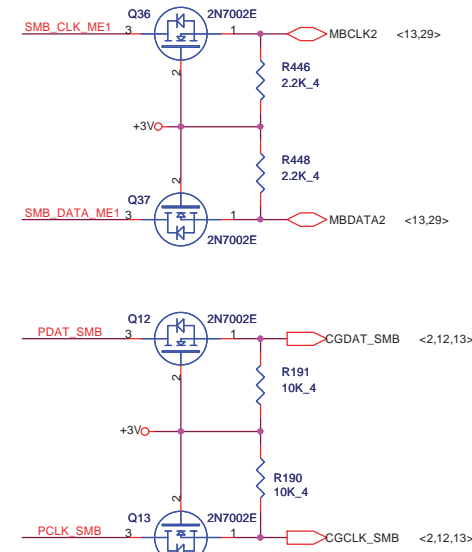 Q36 2N7002E
SMB_CLK_ME1 3 1 MBCLK2 <13,29>
2
R446
2.2K_4
+3V
R448
2.2K_4
2
Q37
SMB_DATA_ME1 3 1 MBDATA2 <13,29>
2N7002E
Q12 2N7002E
PDAT_SMB 3 1 CGDAT_SMB <2,12,13>
2
R191
10K_4
+3V
R190
10K_4
2
Q13 2N7002E
PCLK_SMB 3 1 CGCLK_SMB <2,12,13>